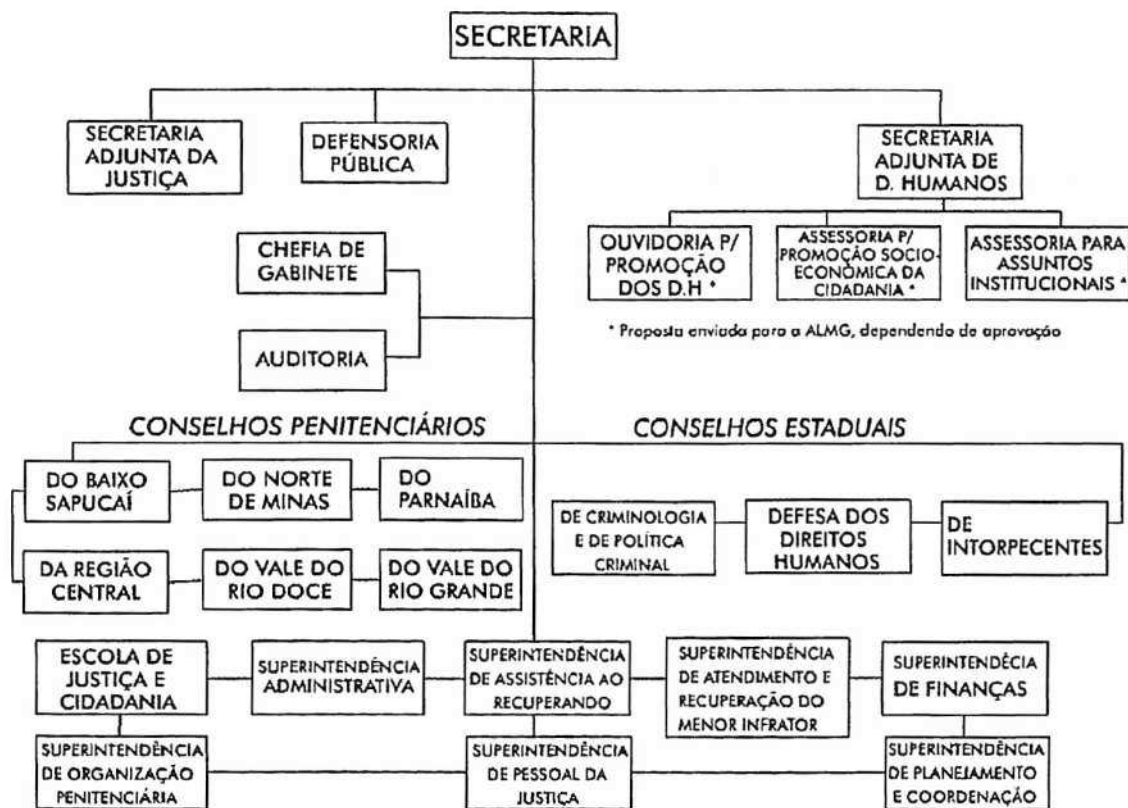 SECRETARIA
SECRETARIA
ADJUNTA DA
JUSTIÇA
DEFENSORIA
PÚBLICA
SECRETARIA
ADJUNTA DE
D. HUMANOS
CHEFIA DE
GABINETE
AUDITORIA
OUVIDORIA P/
PROMOÇÃO
DOS D.H *
ASSESSORIA P/
PROMOÇÃO SOCIO-
ECONÔMICA DA
CIDADANIA *
ASSESSORIA PARA
ASSUNTOS
INSTITUCIONAIS *
* Proposta enviada para a ALMG, dependendo de aprovação
CONSELHOS PENITENCIÁRIOS
DO BAIXO
SAPUCAÍ
DO NORTE
DE MINAS
DO
PARNAÍBA
DA REGIÃO
CENTRAL
DO VALE DO
RIO DOCE
DO VALE DO
RIO GRANDE
CONSELHOS ESTADUAIS
DE CRIMINOLOGIA
E DE POLÍTICA
CRIMINAL
DEFESA DOS
DIREITOS
HUMANOS
DE
INTORPECENTES
ESCOLA DE
JUSTIÇA E
CIDADANIA
SUPERINTENDÊNCIA
ADMINISTRATIVA
SUPERINTENDÊNCIA
DE ASSISTÊNCIA AO
RECUPERANDO
SUPERINTENDÊNCIA
DE ATENDIMENTO E
RECUPERAÇÃO DO
MENOR INFRATOR
SUPERINTENDÉCIA
DE FINANÇAS
SUPERINTENDÊNCIA
DE ORGANIZAÇÃO
PENITENCIÁRIA
SUPERINTENDÊNCIA
DE PESSOAL DA
JUSTIÇA
SUPERINTENDÊNCIA
DE PLANEJAMENTO
E COORDENAÇÃO